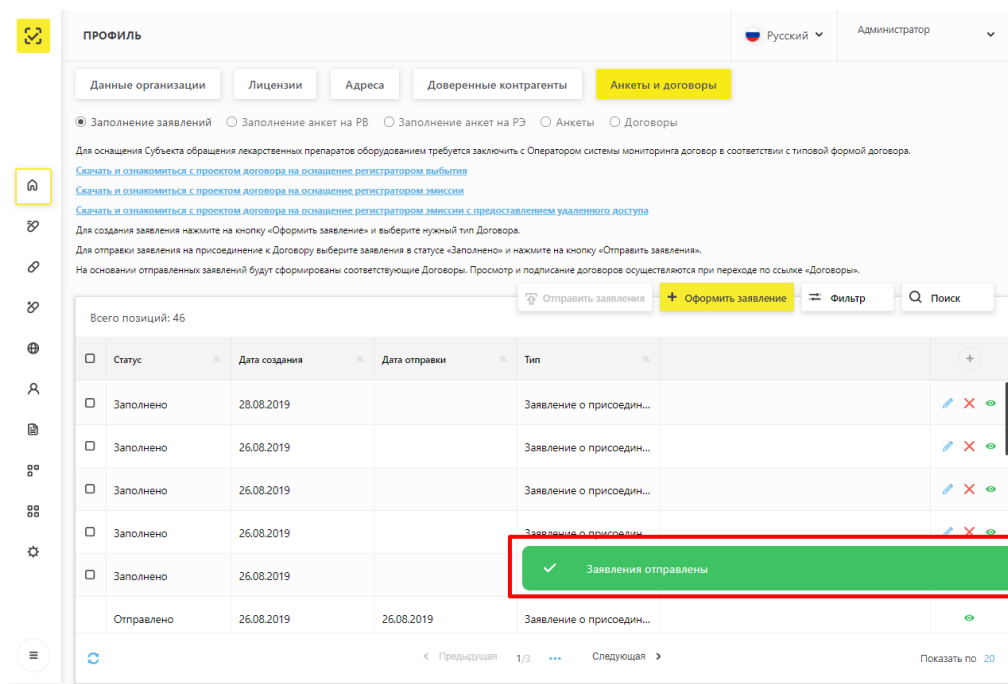 ПРОФИЛЬ
Русский
Администратор
Данные организации
Лицензии
Адреса
Доверенные контрагенты
Анкеты и договоры
Заполнение заявлений
Заполнение анкет на РВ
Заполнение анкет на РЭ
Анкеты
Договоры
Для оснащения Субъекта обращения лекарственных препаратов оборудованием требуется заключить с Оператором системы мониторинга договор в соответствии с типовой формой договора.
Скачать и ознакомиться с проектом договора на оснащение регистратором выбытия
Скачать и ознакомиться с проектом договора на оснащение регистратором эмиссии
Скачать и ознакомиться с проектом договора на оснащение регистратором эмиссии с предоставлением удаленного доступа
Для создания заявления нажмите на кнопку «Оформить заявление» и выберите нужный тип Договора.
Для отправки заявления на присоединение к Договору выберите заявления в статусе «Заполнено» и нажмите на кнопку «Отправить заявления».
На основании отправленных заявлений будут сформированы соответствующие Договоры. Просмотр и подписание договоров осуществляются при переходе по ссылке «Договоры».
Отправить заявления
+ Оформить заявление
Фильтр
Поиск
Всего позиций: 46
Статус
Дата создания
Дата отправки
Тип
Заполнено 28.08.2019 Заявление о присоедин...
Заполнено 26.08.2019 Заявление о присоедин...
Заполнено 26.08.2019 Заявление о присоедин...
Заполнено 26.08.2019 Заявление о присоедин...
Заполнено 26.08.2019
Заявления отправлены
Отправлено 26.08.2019 26.08.2019 Заявление о присоедин...
Предыдущая 1/3 ••• Следующая
Показать по 20